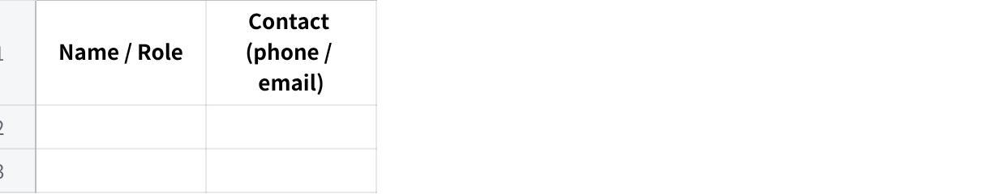 Name / Role
Contact
(phone /
email)
1
2
3